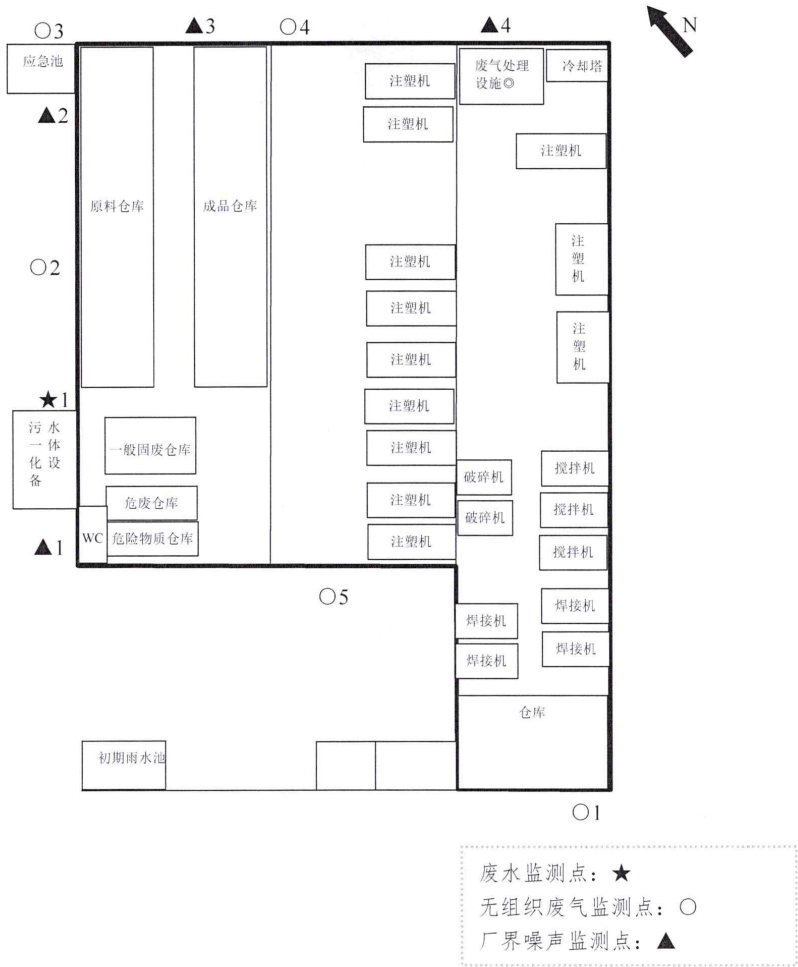 ○3
▲3
○4
▲4
N
应急池
注塑机
废气处理
设施◎
冷却塔
▲2
注塑机
注塑机
原料仓库
成品仓库
注塑机
○2
注塑机
注塑机
注塑机
注塑机
★1
注塑机
污水
一体
化设
备
一般固废仓库
注塑机
破碎机
搅拌机
危废仓库
注塑机
破碎机
搅拌机
▲1
WC
危险物质仓库
注塑机
搅拌机
○5
焊接机
焊接机
焊接机
焊接机
仓库
初期雨水池
○1
废水监测点：★
无组织废气监测点：○
厂界噪声监测点：▲